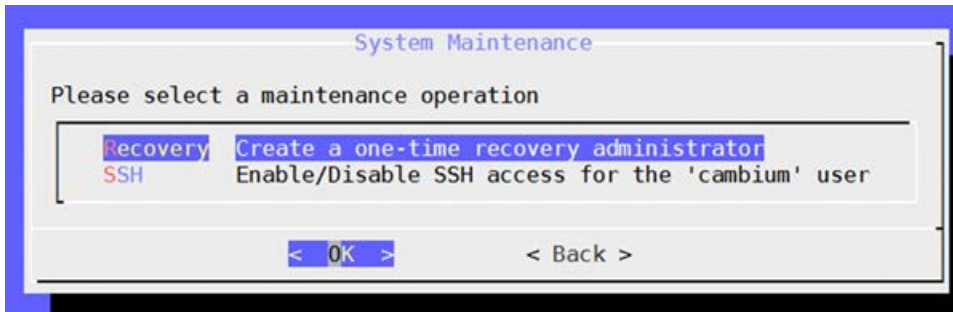 System Maintenance
Please select a maintenance operation
Recovery Create a one-time recovery administrator
SSH Enable/Disable SSH access for the 'cambium' user
< OK > < Back >